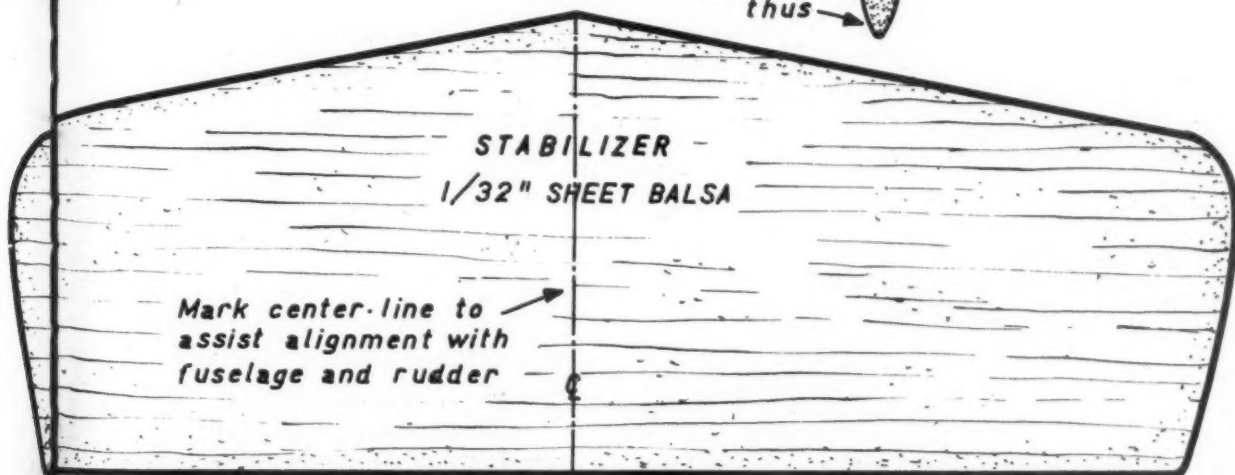 thus
STABILIZER
1/32" SHEET BALSA
Mark center-line to
assist alignment with
fuselage and rudder
℄